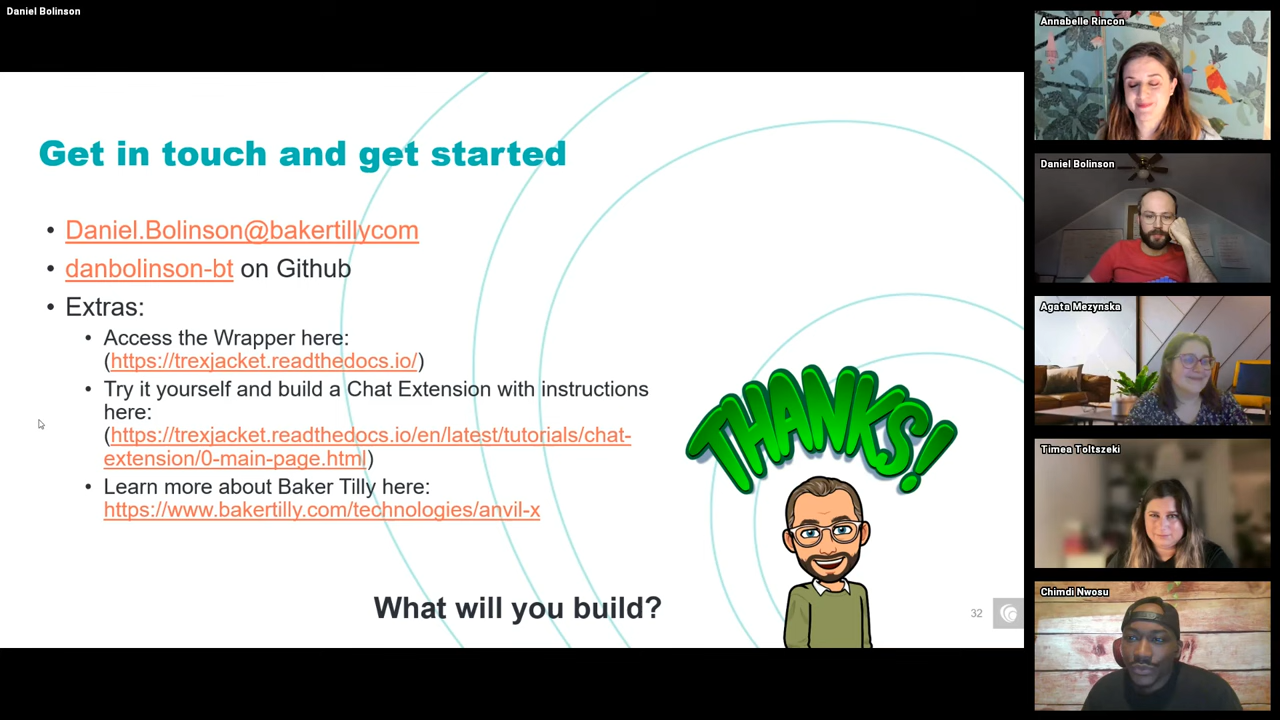 Daniel Bolinson
Get in touch and get started
• Daniel.Bolinson@bakertillycom
• danbolinson-bt on Github
• Extras:
• Access the Wrapper here:
(https://trexjacket.readthedocs.io/)
• Try it yourself and build a Chat Extension with instructions
here:
(https://trexjacket.readthedocs.io/en/latest/tutorials/chat-
extension/0-main-page.html)
• Learn more about Baker Tilly here:
https://www.bakertilly.com/technologies/anvil-x
THANKS!
What will you build?
32
Annabelle Rincon
Daniel Bolinson
Agata Mezynska
Timea Toltszeki
Chimdi Nwosu